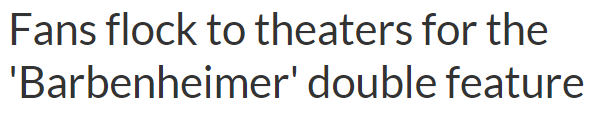 Fans flock to theaters for the
'Barbenheimer' double feature